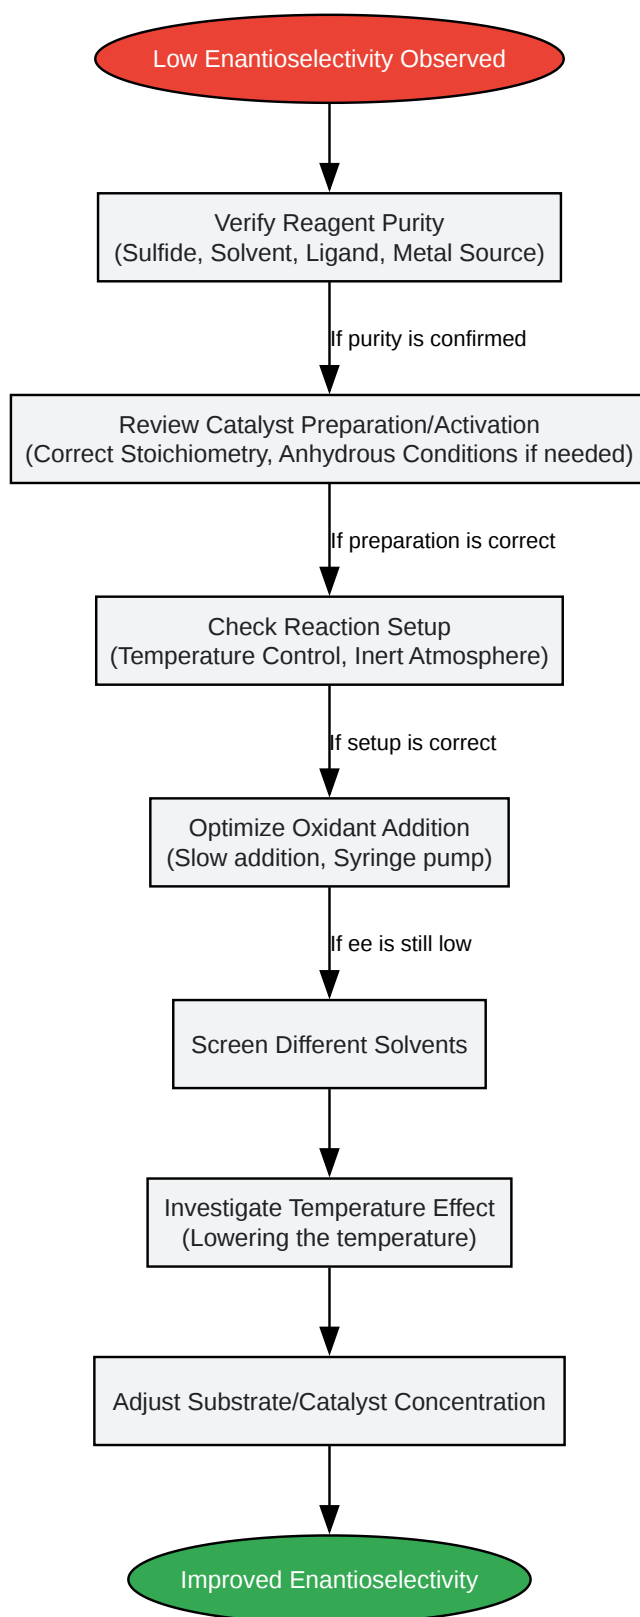 Low Enantioselectivity Observed
Verify Reagent Purity
(Sulfide, Solvent, Ligand, Metal Source)
If purity is confirmed
Review Catalyst Preparation/Activation
(Correct Stoichiometry, Anhydrous Conditions if needed)
If preparation is correct
Check Reaction Setup
(Temperature Control, Inert Atmosphere)
If setup is correct
Optimize Oxidant Addition
(Slow addition, Syringe pump)
If ee is still low
Screen Different Solvents
Investigate Temperature Effect
(Lowering the temperature)
Adjust Substrate/Catalyst Concentration
Improved Enantioselectivity